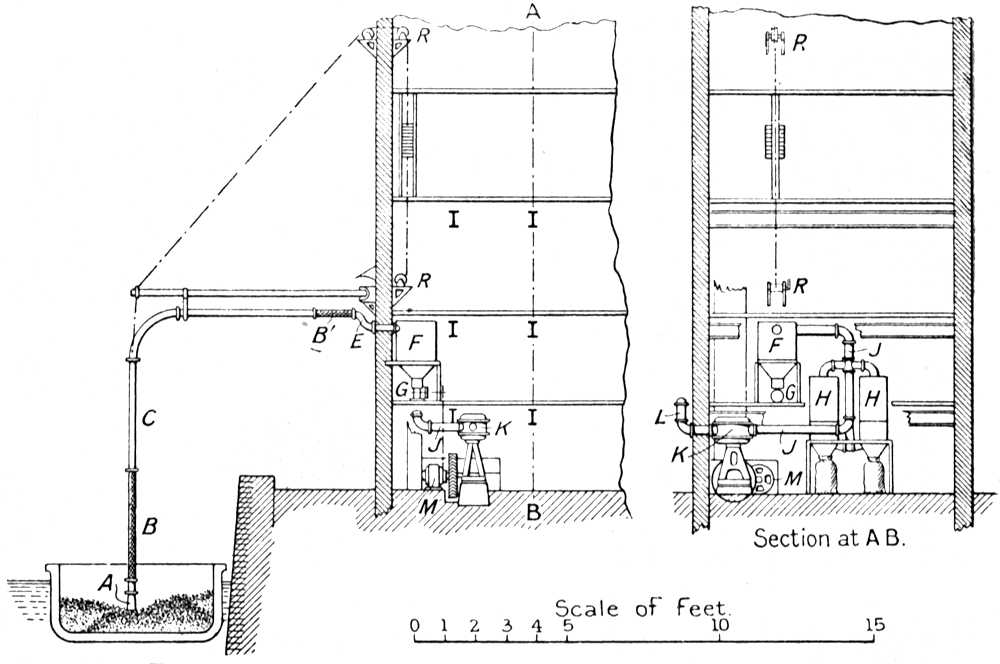 A
R
R
R
I I
R
B'
E
I I
F
G
F
G
J
H H
C
I I
J
K
L
K
J
M
M
B
B
Section at A B.
A
Scale of Feet.
0 1 2 3 4 5 10 15